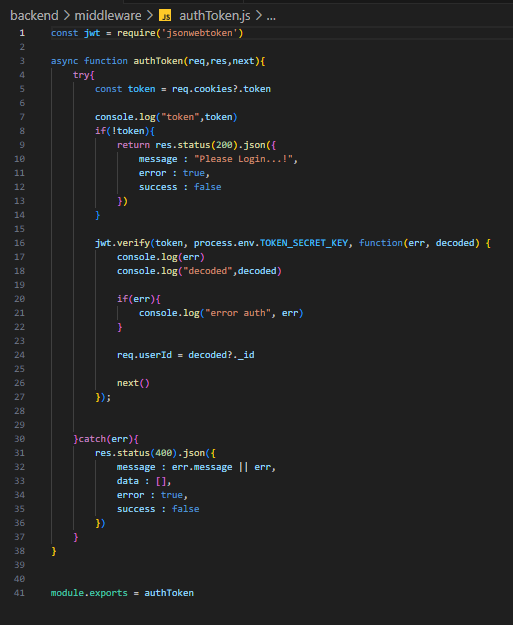 backend > middleware > JS authToken.js > ...
1 const jwt = require('jsonwebtoken')
2
3 async function authToken(req,res,next){
4 try{
5 const token = req.cookies?.token
6
7 console.log("token",token)
8 if(!token){
9 return res.status(200).json({
10 message : "Please Login...!",
11 error : true,
12 success : false
13 })
14 }
15
16 jwt.verify(token, process.env.TOKEN_SECRET_KEY, function(err, decoded) {
17 console.log(err)
18 console.log("decoded",decoded)
19
20 if(err){
21 console.log("error auth", err)
22 }
23
24 req.userId = decoded?._id
25
26 next()
27 });
28
29
30 }catch(err){
31 res.status(400).json({
32 message : err.message || err,
33 data : [],
34 error : true,
35 success : false
36 })
37 }
38 }
39
40
41 module.exports = authToken